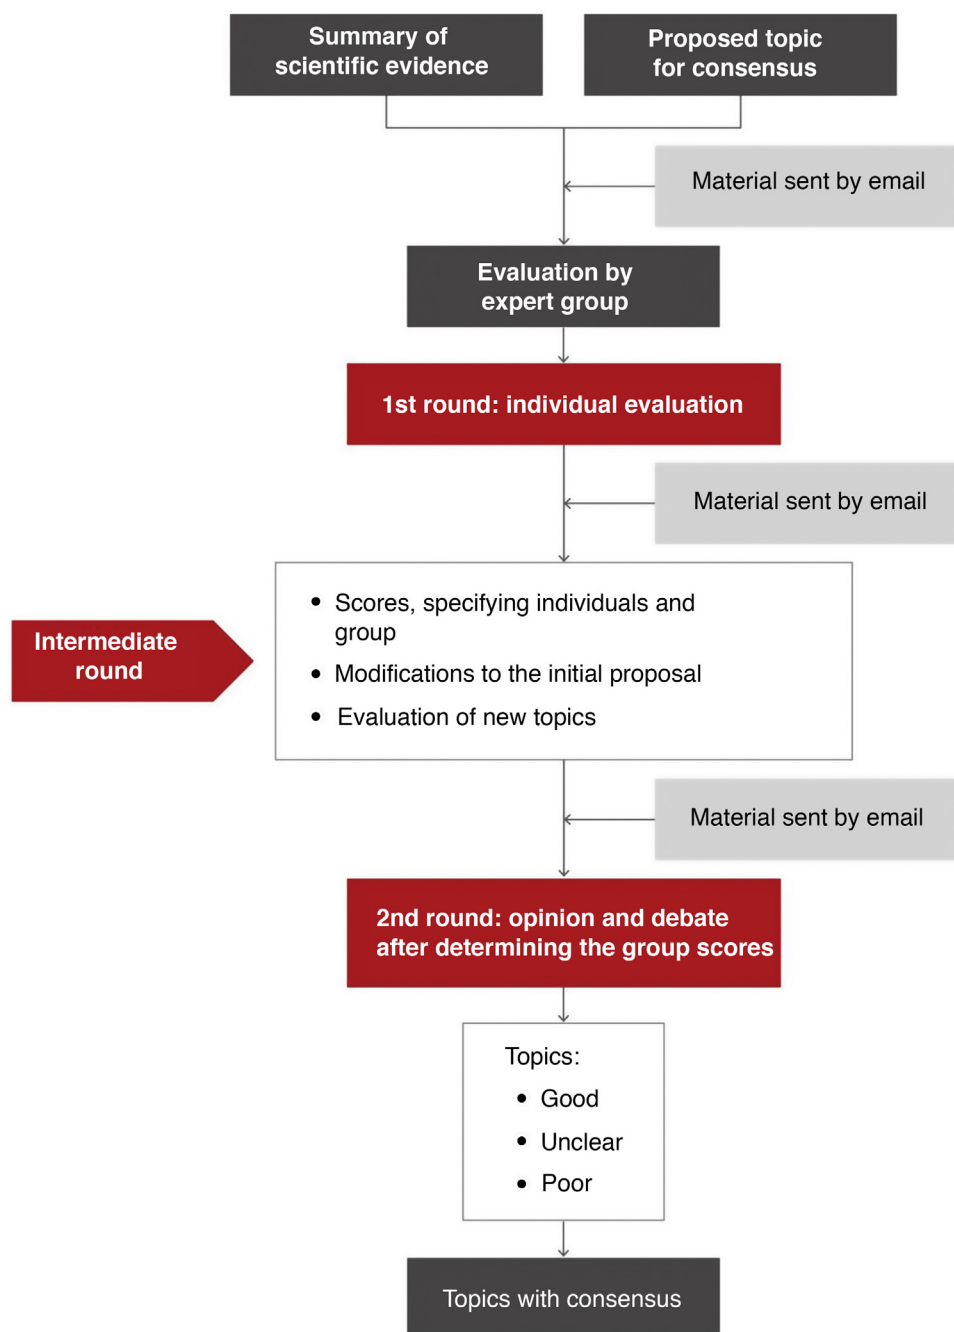 Summary of
scientific evidence
Proposed topic
for consensus
Material sent by email
Evaluation by
expert group
1st round: individual evaluation
Material sent by email
Intermediate
round
• Scores, specifying individuals and
group
• Modifications to the initial proposal
• Evaluation of new topics
Material sent by email
2nd round: opinion and debate
after determining the group scores
Topics:
• Good
• Unclear
• Poor
Topics with consensus